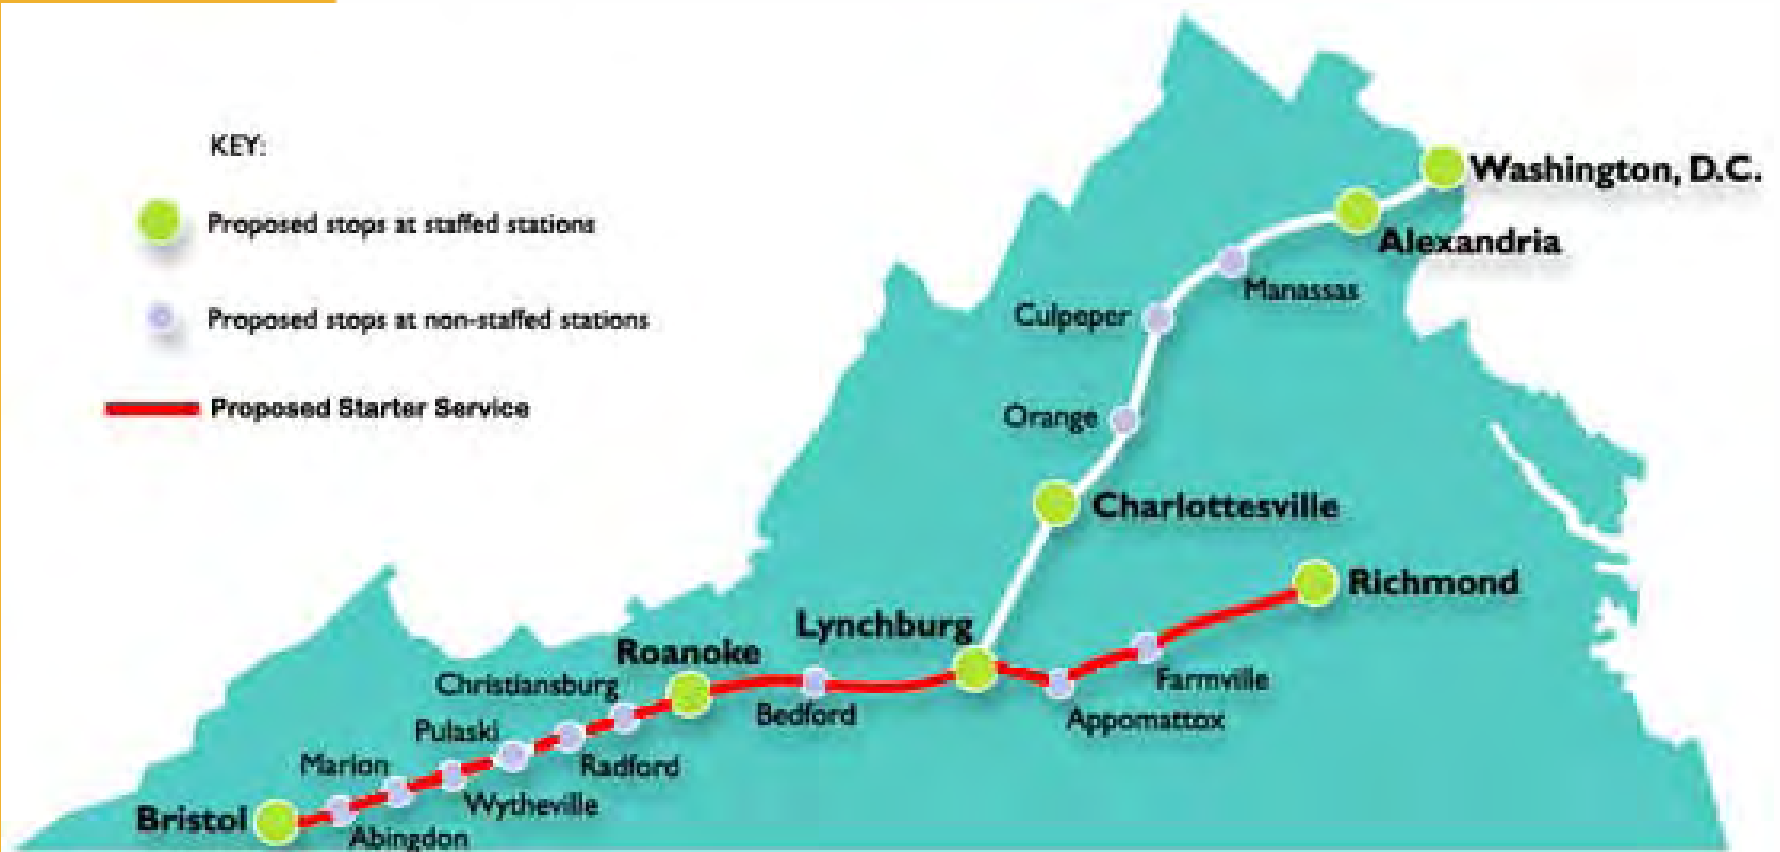 KEY:
Proposed stops at staffed stations
Proposed stops at non-staffed stations
Proposed Starter Service
Washington, D.C.
Alexandria
Manassas
Culpeper
Orange
Charlottesville
Richmond
Lynchburg
Roanoke
Christiansburg
Farmville
Bedford
Appomattox
Pulaski
Radford
Marion
Wytheville
Bristol
Abingdon